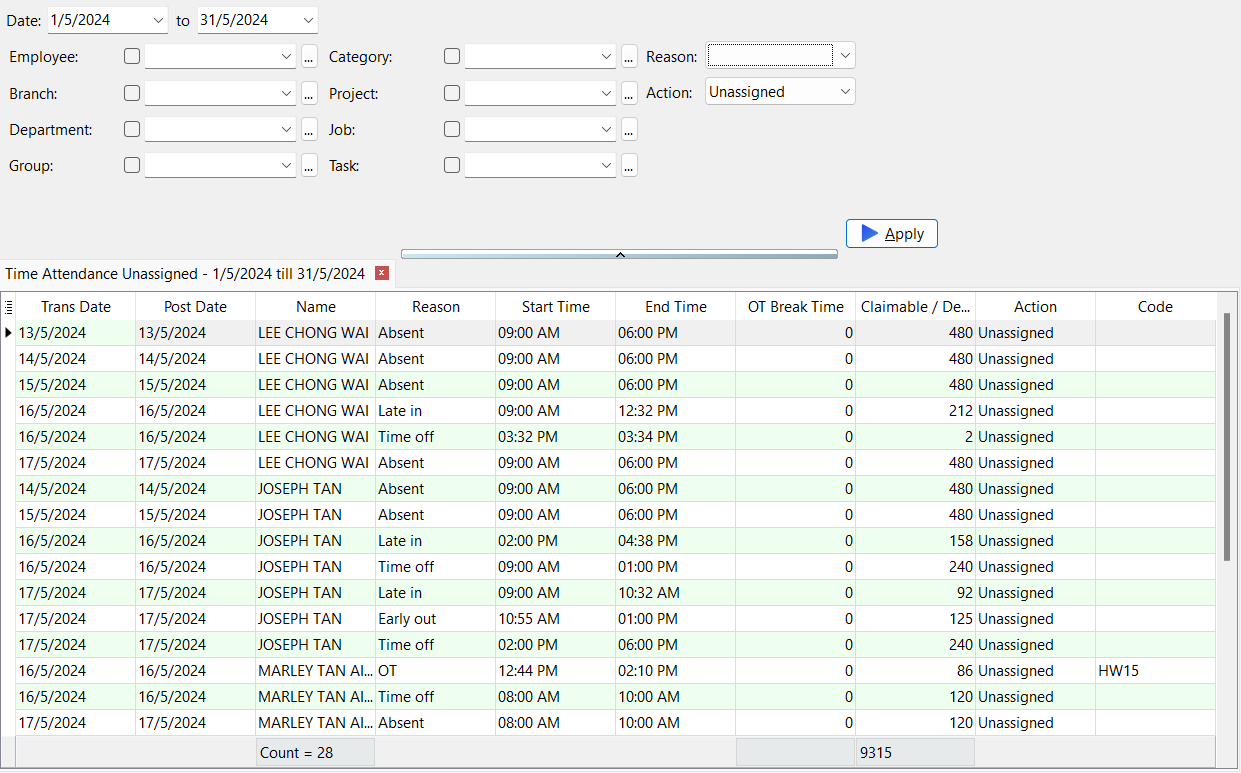 Date: 1/5/2024 to 31/5/2024
Employee: ... Category: ... Reason:
Branch: ... Project: ... Action: Unassigned
Department: ... Job: ...
Group: ... Task: ...
Apply
Time Attendance Unassigned - 1/5/2024 till 31/5/2024
Trans Date Post Date Name Reason Start Time End Time OT Break Time Claimable / De... Action Code
13/5/2024 13/5/2024 LEE CHONG WAI Absent 09:00 AM 06:00 PM 0 480 Unassigned
14/5/2024 14/5/2024 LEE CHONG WAI Absent 09:00 AM 06:00 PM 0 480 Unassigned
15/5/2024 15/5/2024 LEE CHONG WAI Absent 09:00 AM 06:00 PM 0 480 Unassigned
16/5/2024 16/5/2024 LEE CHONG WAI Late in 09:00 AM 12:32 PM 0 212 Unassigned
16/5/2024 16/5/2024 LEE CHONG WAI Time off 03:32 PM 03:34 PM 0 2 Unassigned
17/5/2024 17/5/2024 LEE CHONG WAI Absent 09:00 AM 06:00 PM 0 480 Unassigned
14/5/2024 14/5/2024 JOSEPH TAN Absent 09:00 AM 06:00 PM 0 480 Unassigned
15/5/2024 15/5/2024 JOSEPH TAN Absent 09:00 AM 06:00 PM 0 480 Unassigned
16/5/2024 16/5/2024 JOSEPH TAN Late in 02:00 PM 04:38 PM 0 158 Unassigned
16/5/2024 16/5/2024 JOSEPH TAN Time off 09:00 AM 01:00 PM 0 240 Unassigned
17/5/2024 17/5/2024 JOSEPH TAN Late in 09:00 AM 10:32 AM 0 92 Unassigned
17/5/2024 17/5/2024 JOSEPH TAN Early out 10:55 AM 01:00 PM 0 125 Unassigned
17/5/2024 17/5/2024 JOSEPH TAN Time off 02:00 PM 06:00 PM 0 240 Unassigned
16/5/2024 16/5/2024 MARLEY TAN AI... OT 12:44 PM 02:10 PM 0 86 Unassigned HW15
16/5/2024 16/5/2024 MARLEY TAN AI... Time off 08:00 AM 10:00 AM 0 120 Unassigned
17/5/2024 17/5/2024 MARLEY TAN AI... Absent 08:00 AM 10:00 AM 0 120 Unassigned
Count = 28 9315